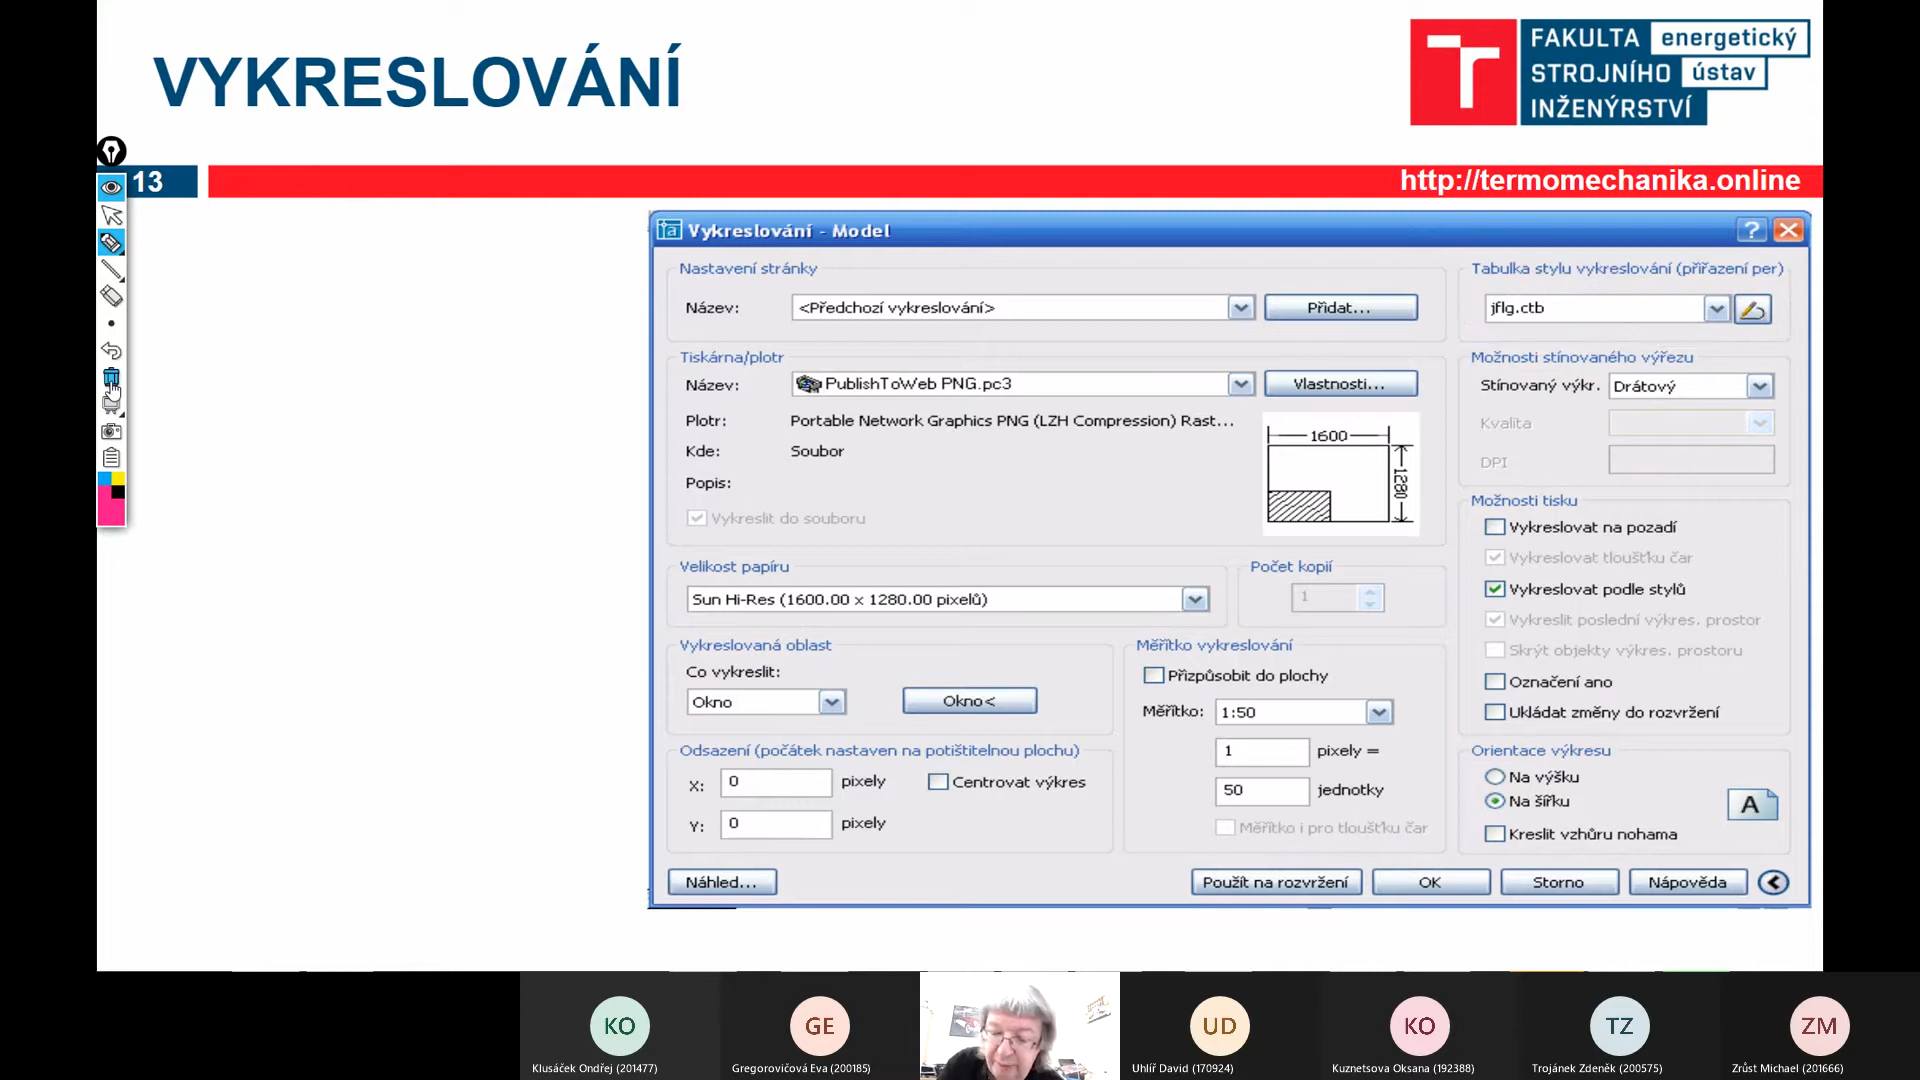 VYKRESLOVÁNÍ
FAKULTA energetický
STROJNÍHO ústav
INŽENÝRSTVÍ
13
http://termomechanika.online
Vykreslování - Model
Nastavení stránky
Název: <Předchozí vykreslování> Přidat...
Tabulka stylu vykreslování (přiřazení per)
jflg.ctb
Tiskárna/plotr
Název: PublishToWeb PNG.pc3 Vlastnosti...
Plotr: Portable Network Graphics PNG (LZH Compression) Rast...
Kde: Soubor
Popis:
Vykreslit do souboru
1600
1280
Možnosti stínovaného výřezu
Stínovaný výkr. Drátový
Kvalita
DPI
Velikost papíru
Sun Hi-Res (1600.00 x 1280.00 pixelů)
Počet kopií
1
Možnosti tisku
Vykreslovat na pozadí
Vykreslovat tloušťku čar
Vykreslovat podle stylů
Vykreslit poslední výkres. prostor
Skrýt objekty výkres. prostoru
Označení ano
Ukládat změny do rozvržení
Vykreslovaná oblast
Co vykreslit:
Okno Okno<
Měřítko vykreslování
Přizpůsobit do plochy
Měřítko: 1:50
1 pixely =
50 jednotky
Měřítko i pro tloušťku čar
Odsazení (počátek nastaven na potištitelnou plochu)
X: 0 pixely Centrovat výkres
Y: 0 pixely
Orientace výkresu
Na výšku
Na šířku
Kreslit vzhůru nohama
A
Náhled... Použít na rozvržení OK Storno Nápověda
KO GE UD KO TZ ZM
Klusáček Ondřej (201477) Gregorovičová Eva (200185) Uhlíř David (170924) Kuznetsova Oksana (192388) Trojánek Zdeněk (200575) Zrůst Michael (201666)